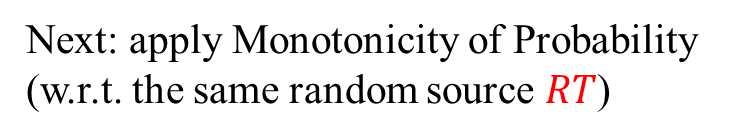 Next: apply Monotonicity of Probability
(w.r.t. the same random source RT)